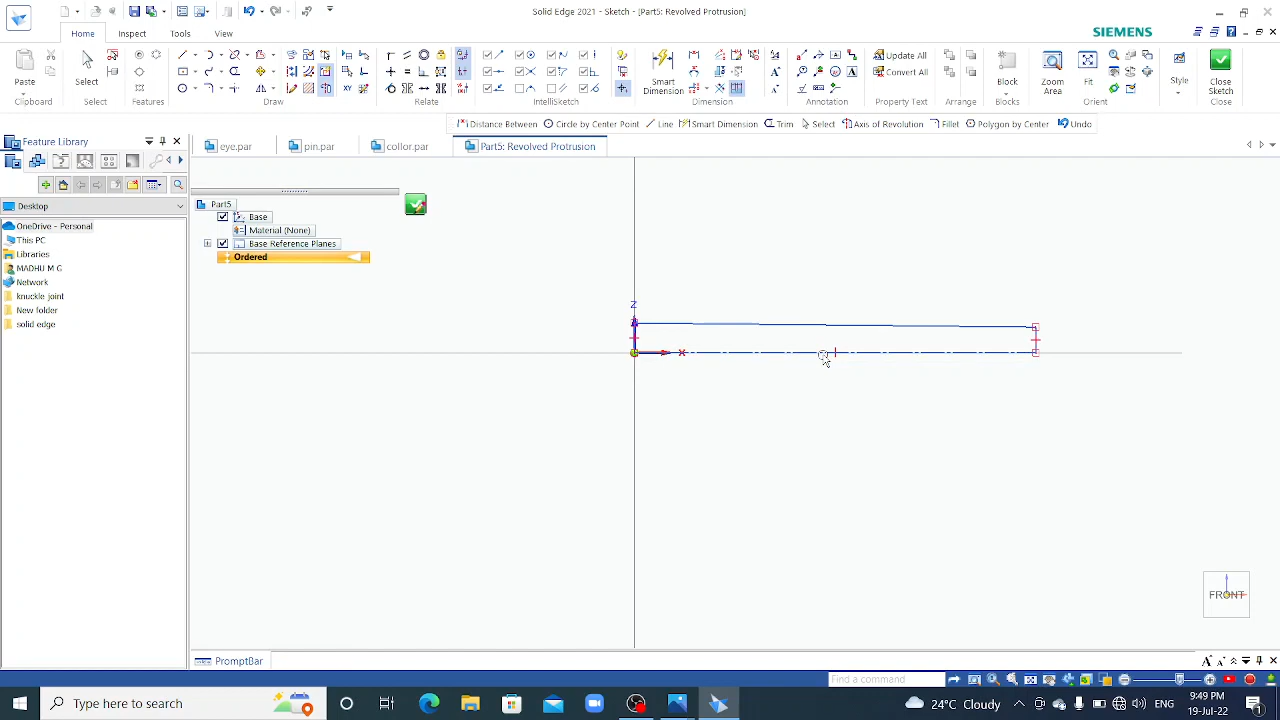 Solid Edge 2021 - Sketch - [Part5: Revolved Protrusion]
Home
Inspect
Tools
View
SIEMENS
Paste
Select
Smart
Dimension
Update All
Convert All
Block
Zoom
Area
Fit
Style
Close
Sketch
Clipboard
Select
Features
Draw
Relate
IntelliSketch
Dimension
Annotation
Property Text
Arrange
Blocks
Orient
Close
Distance Between
Circle by Center Point
Line
Smart Dimension
Trim
Select
Axis of Revolution
Fillet
Polygon by Center
Undo
Feature Library
eye.par
pin.par
collor.par
Part5: Revolved Protrusion
Desktop
OneDrive - Personal
This PC
Libraries
MADHU M G
Network
knuckle joint
New folder
solid edge
Part5
Base
Material (None)
Base Reference Planes
Ordered
Z
FRONT
PromptBar
Find a command
Type here to search
24°C Cloudy
ENG
9:49 PM
19-Jul-22